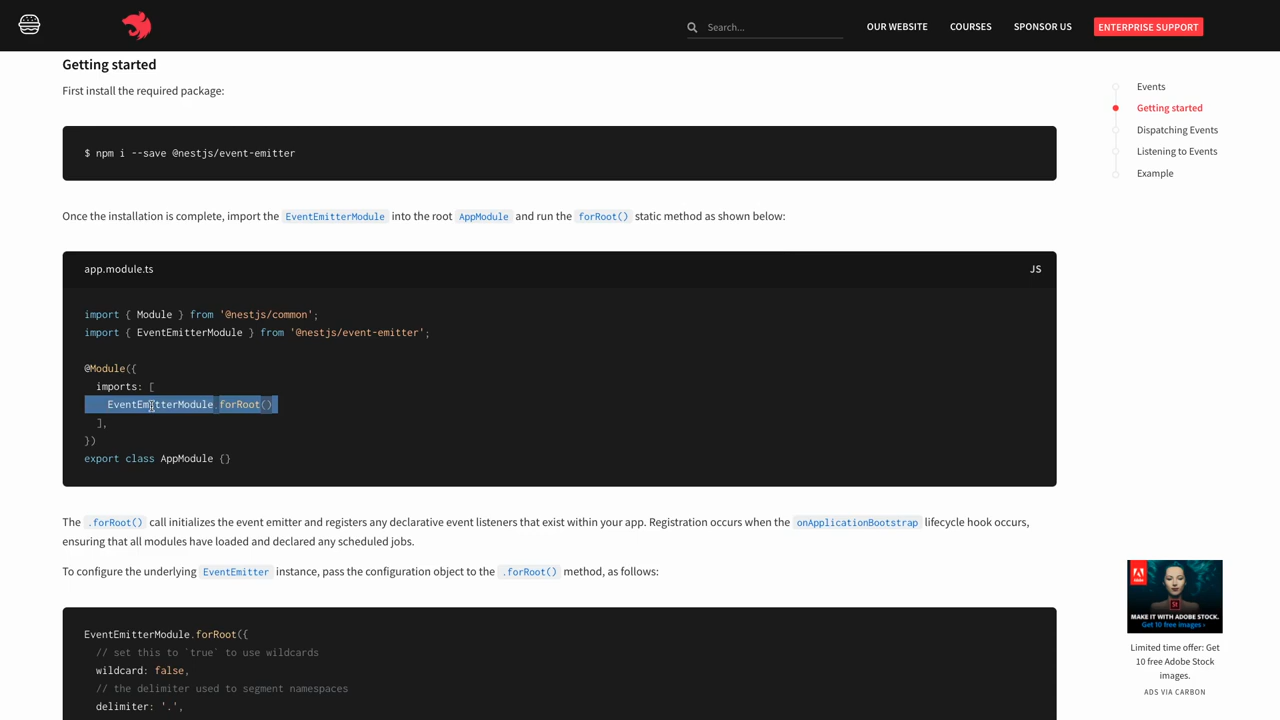 Search...
OUR WEBSITE
COURSES
SPONSOR US
ENTERPRISE SUPPORT
Getting started
First install the required package:
$ npm i --save @nestjs/event-emitter
Once the installation is complete, import the EventEmitterModule into the root AppModule and run the forRoot() static method as shown below:
app.module.ts
JS
import { Module } from '@nestjs/common';
import { EventEmitterModule } from '@nestjs/event-emitter';
@Module({
imports: [
EventEmitterModule.forRoot()
],
})
export class AppModule {}
The .forRoot() call initializes the event emitter and registers any declarative event listeners that exist within your app. Registration occurs when the onApplicationBootstrap lifecycle hook occurs,
ensuring that all modules have loaded and declared any scheduled jobs.
To configure the underlying EventEmitter instance, pass the configuration object to the .forRoot() method, as follows:
EventEmitterModule.forRoot({
// set this to `true` to use wildcards
wildcard: false,
// the delimiter used to segment namespaces
delimiter: '.',
Events
Getting started
Dispatching Events
Listening to Events
Example
A
St
MAKE IT WITH ADOBE STOCK.
Get 10 free images ›
Limited time offer: Get
10 free Adobe Stock
images.
ADS VIA CARBON